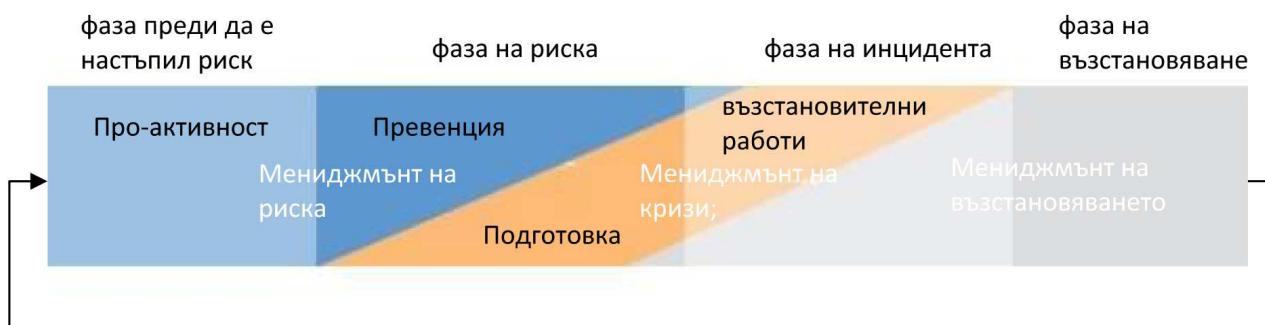 фаза преди да е
настъпил риск
фаза на риска
фаза на инцидента
фаза на
възстановяване
Про-активност
Превенция
възстановителни
работи
Мениджмънт на
риска
Мениджмънт на
кризи;
Мениджмънт на
възстановяването
Подготовка